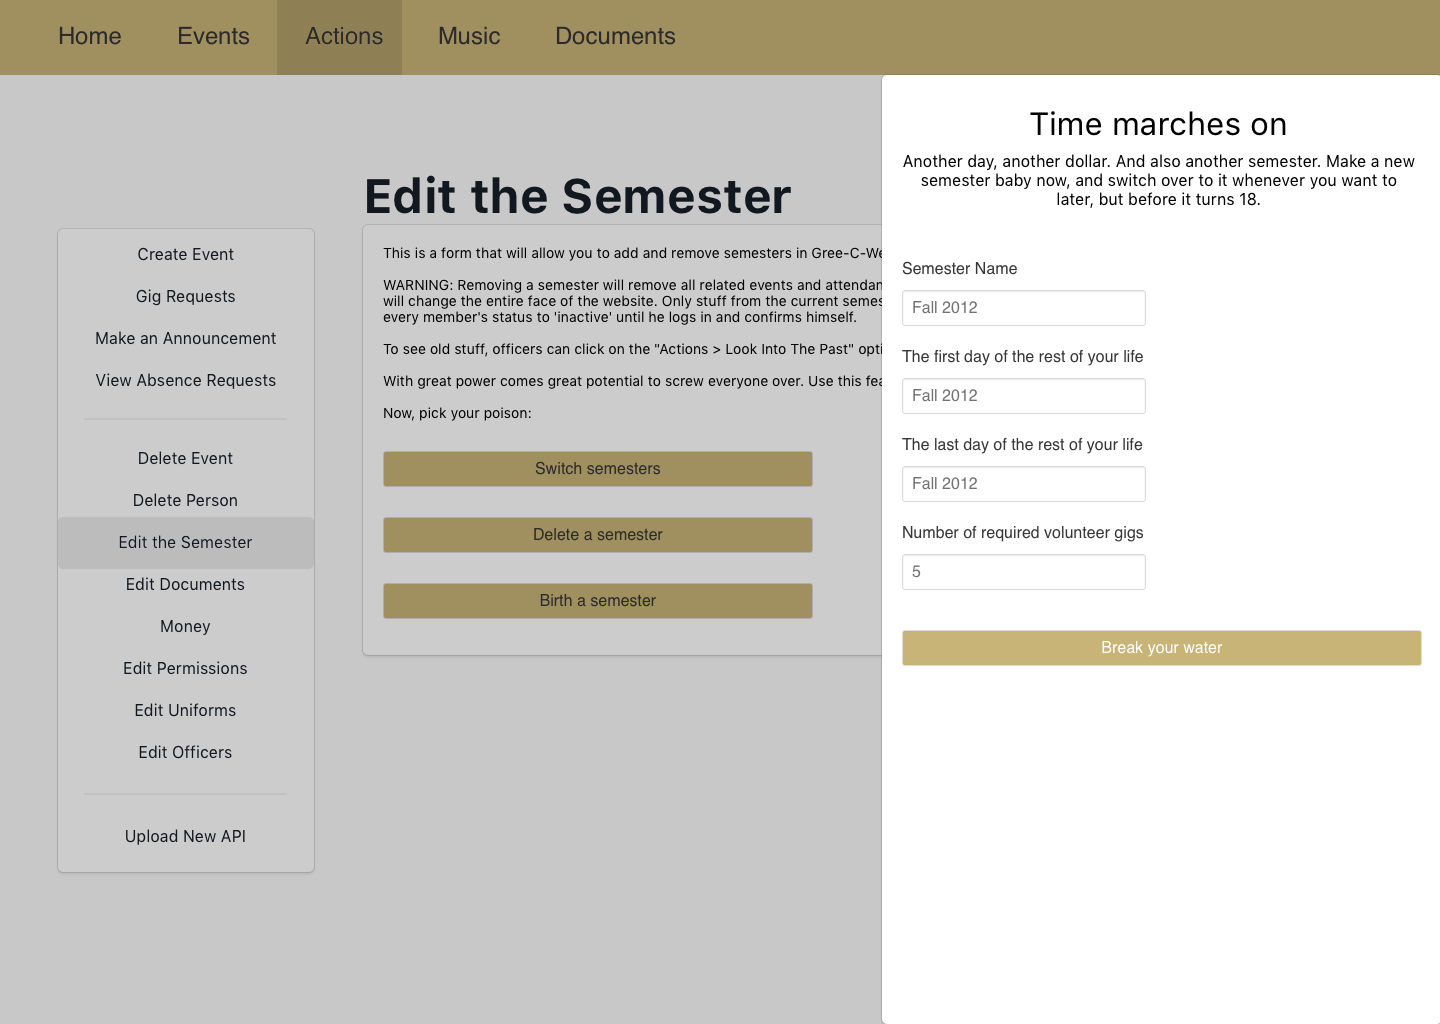 Home
Events
Actions
Music
Documents
Create Event
Gig Requests
Make an Announcement
View Absence Requests
Delete Event
Delete Person
Edit the Semester
Edit Documents
Money
Edit Permissions
Edit Uniforms
Edit Officers
Upload New API
Edit the Semester
This is a form that will allow you to add and remove semesters in Gree-C-We
WARNING: Removing a semester will remove all related events and attendan
will change the entire face of the website. Only stuff from the current semes
every member's status to 'inactive' until he logs in and confirms himself.
To see old stuff, officers can click on the "Actions > Look Into The Past" opti
With great power comes great potential to screw everyone over. Use this fea
Now, pick your poison:
Switch semesters
Delete a semester
Birth a semester
Time marches on
Another day, another dollar. And also another semester. Make a new
semester baby now, and switch over to it whenever you want to
later, but before it turns 18.
Semester Name
Fall 2012
The first day of the rest of your life
Fall 2012
The last day of the rest of your life
Fall 2012
Number of required volunteer gigs
5
Break your water